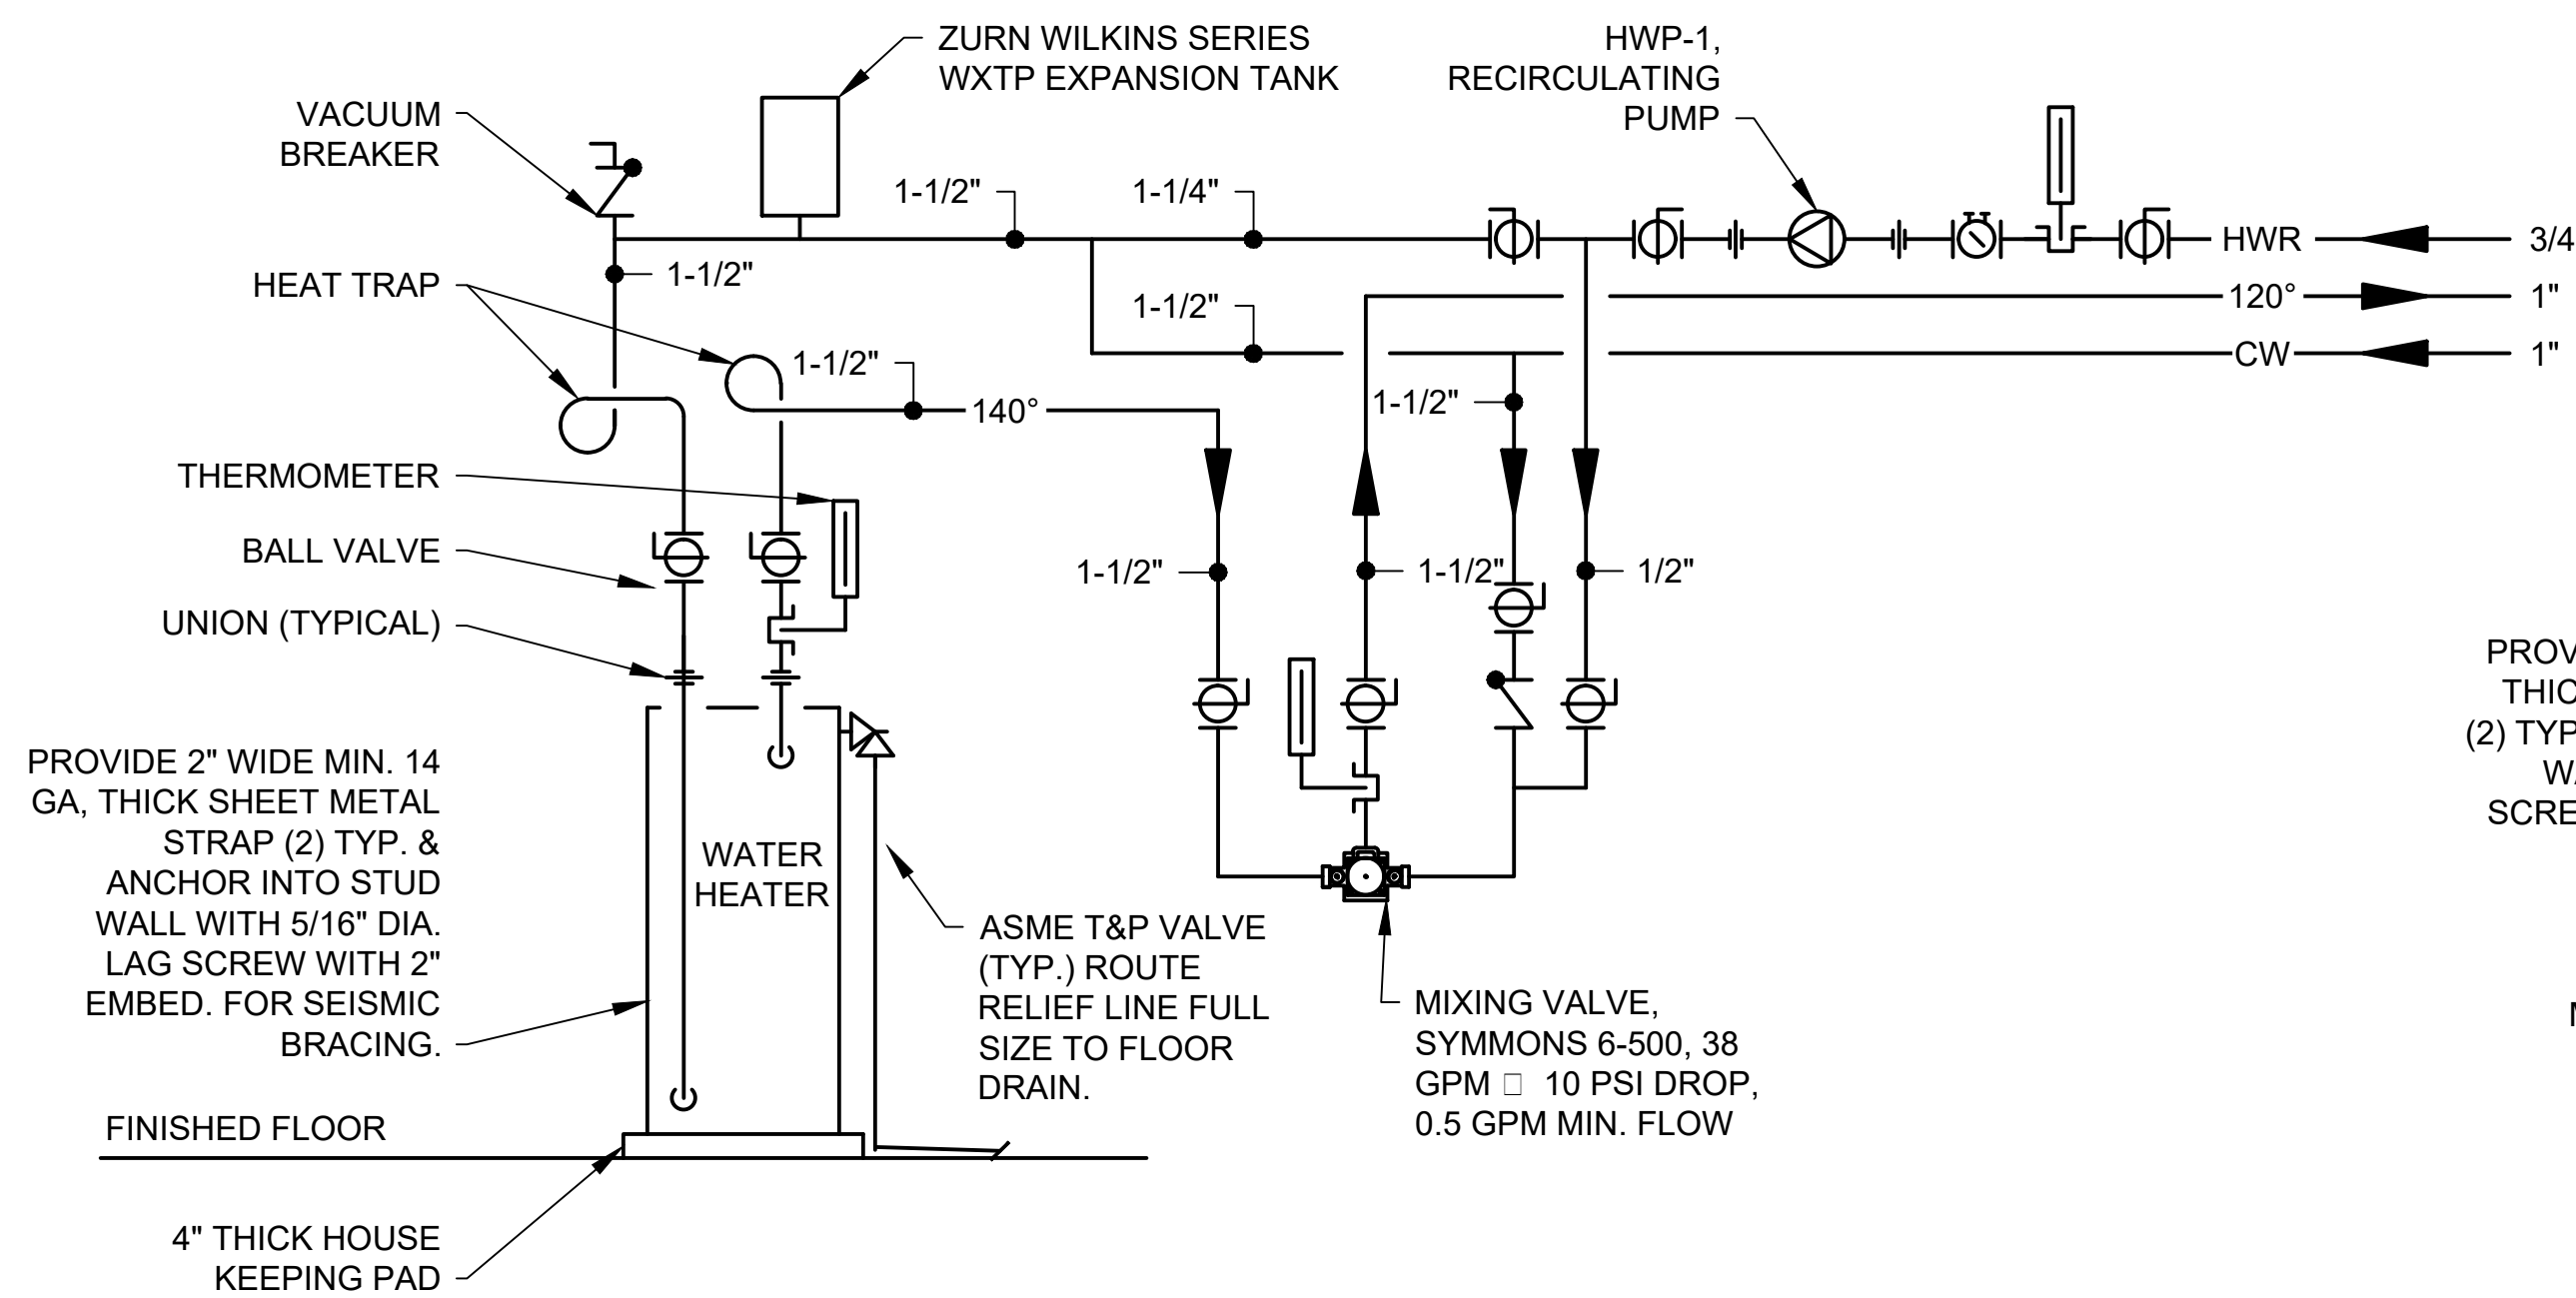 ZURN WILKINS SERIES
WXTP EXPANSION TANK
HWP-1,
RECIRCULATING
PUMP
VACUUM
BREAKER
1-1/2"
1-1/4"
HWR
3/4
1-1/2"
HEAT TRAP
1-1/2"
120°
1"
CW
1"
1-1/2"
140°
1-1/2"
THERMOMETER
BALL VALVE
1-1/2"
1-1/2"
1/2"
UNION (TYPICAL)
PROVIDE 2" WIDE MIN. 14
GA, THICK SHEET METAL
STRAP (2) TYP. &
ANCHOR INTO STUD
WALL WITH 5/16" DIA.
LAG SCREW WITH 2"
EMBED. FOR SEISMIC
BRACING.
WATER
HEATER
ASME T&P VALVE
(TYP.) ROUTE
RELIEF LINE FULL
SIZE TO FLOOR
DRAIN.
MIXING VALVE,
SYMMONS 6-500, 38
GPM □ 10 PSI DROP,
0.5 GPM MIN. FLOW
FINISHED FLOOR
4" THICK HOUSE
KEEPING PAD
PROV
THIC
(2) TYP
WA
SCRE